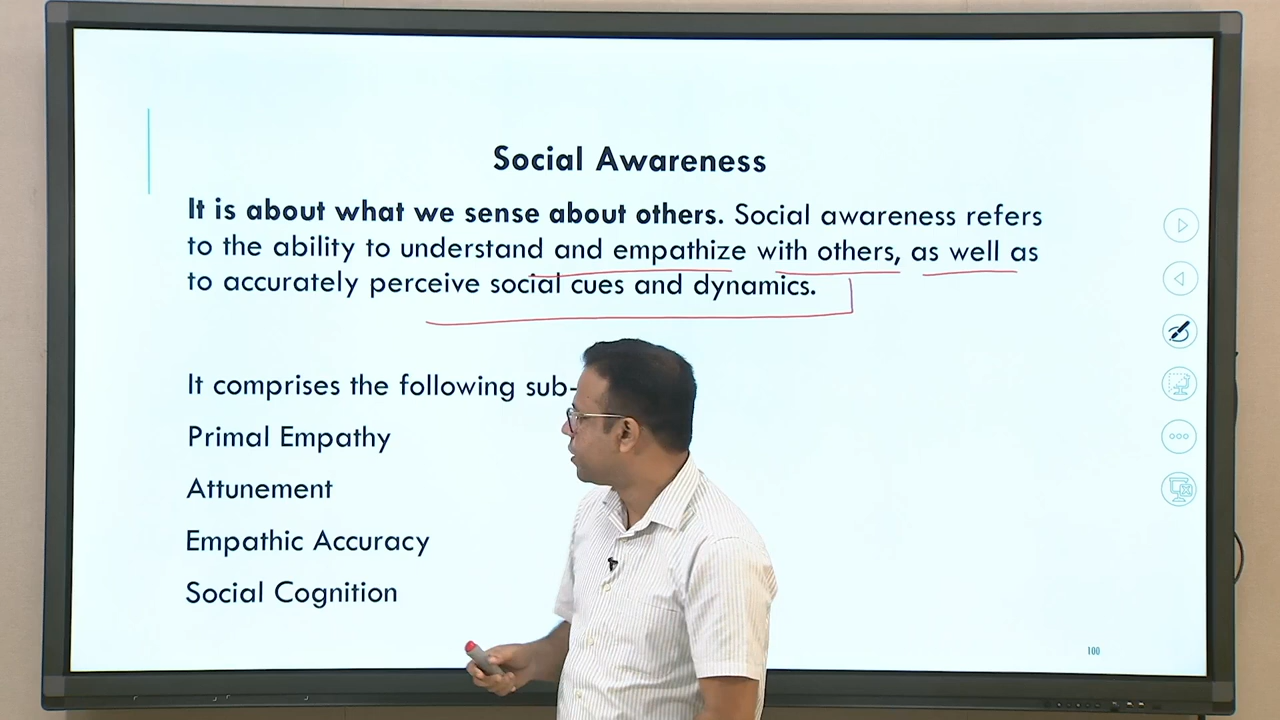 Social Awareness
It is about what we sense about others. Social awareness refers
to the ability to understand and empathize with others, as well as
to accurately perceive social cues and dynamics.
It comprises the following sub-
Primal Empathy
Attunement
Empathic Accuracy
Social Cognition
100